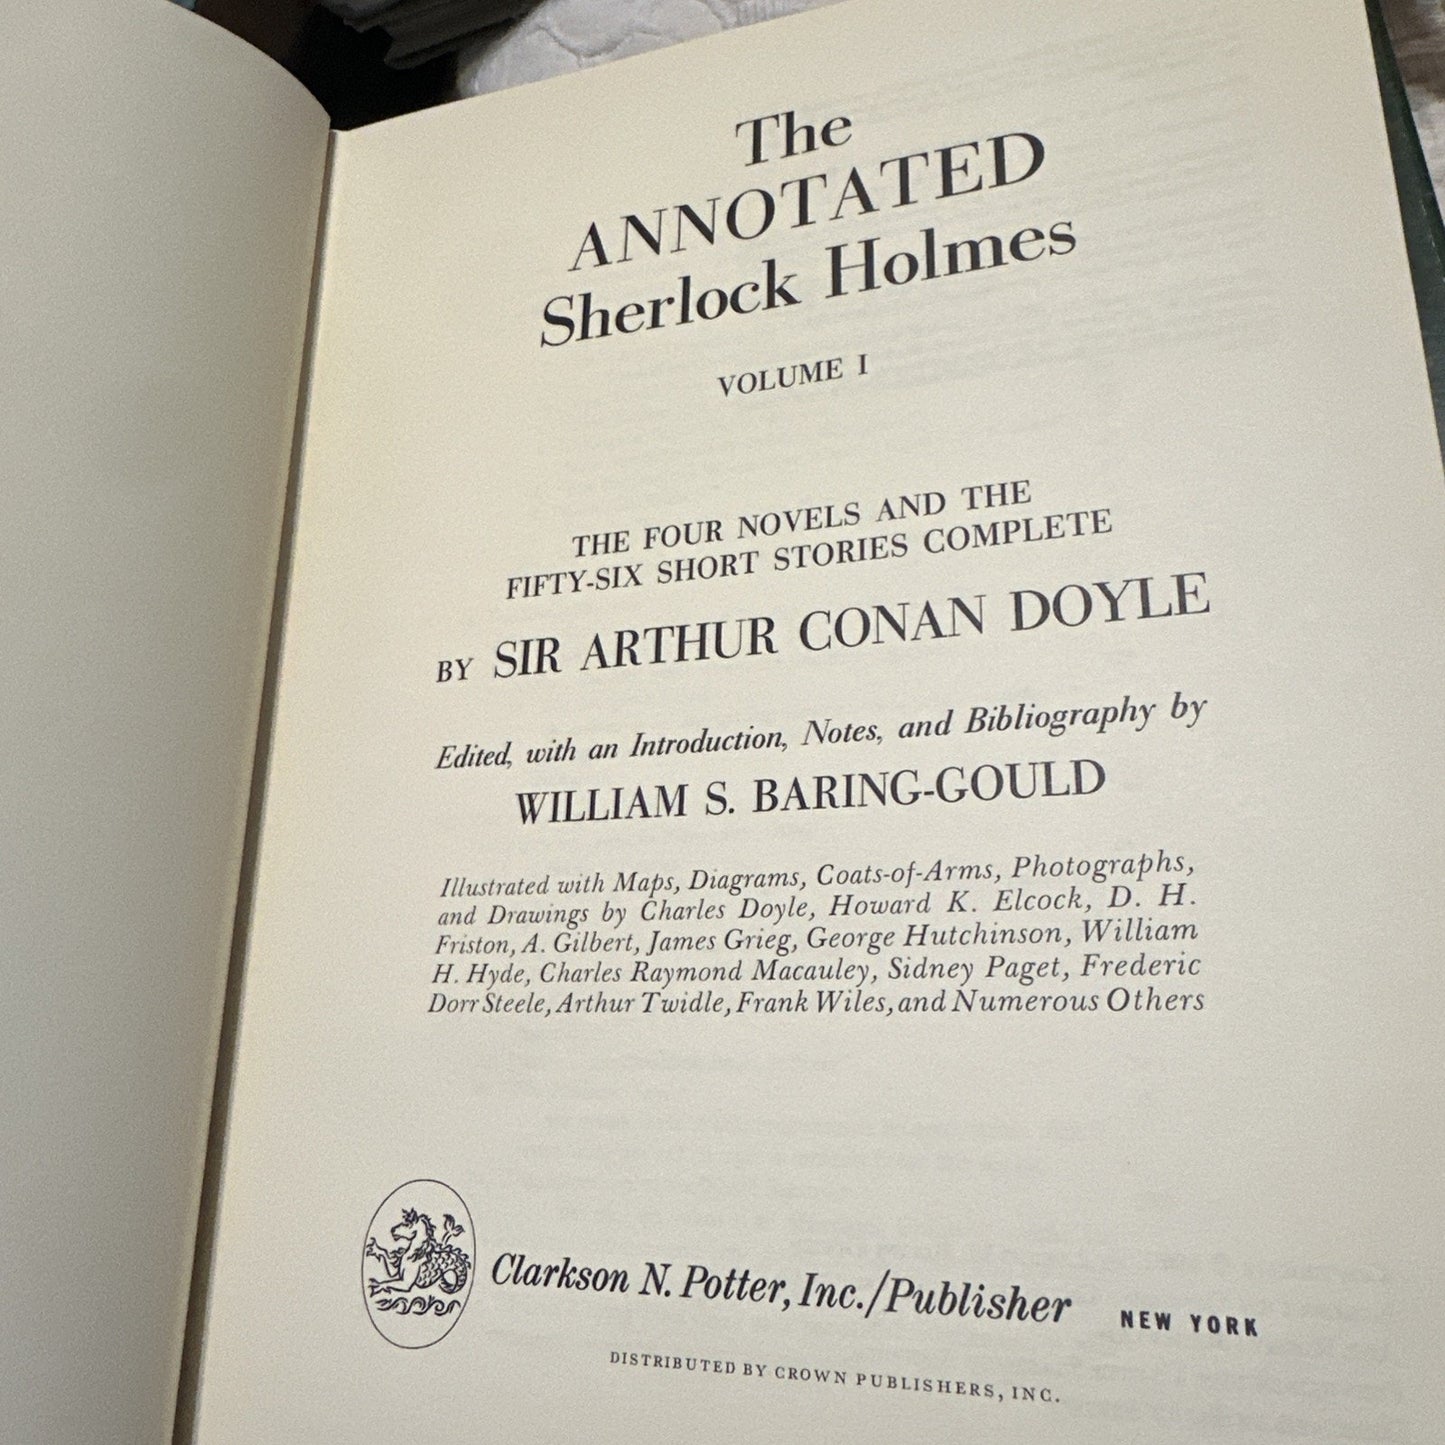 The
ANNOTATED
Sherlock Holmes
VOLUME I
THE FOUR NOVELS AND THE
FIFTY-SIX SHORT STORIES COMPLETE
BY SIR ARTHUR CONAN DOYLE
Edited, with an Introduction, Notes, and Bibliography by
WILLIAM S. BARING-GOULD
Illustrated with Maps, Diagrams, Coats-of-Arms, Photographs,
and Drawings by Charles Doyle, Howard K. Elcock, D. H.
Friston, A. Gilbert, James Grieg, George Hutchinson, William
H. Hyde, Charles Raymond Macauley, Sidney Paget, Frederic
Dorr Steele, Arthur Twidle, Frank Wiles, and Numerous Others
Clarkson N. Potter, Inc./Publisher NEW YORK
DISTRIBUTED BY CROWN PUBLISHERS, INC.